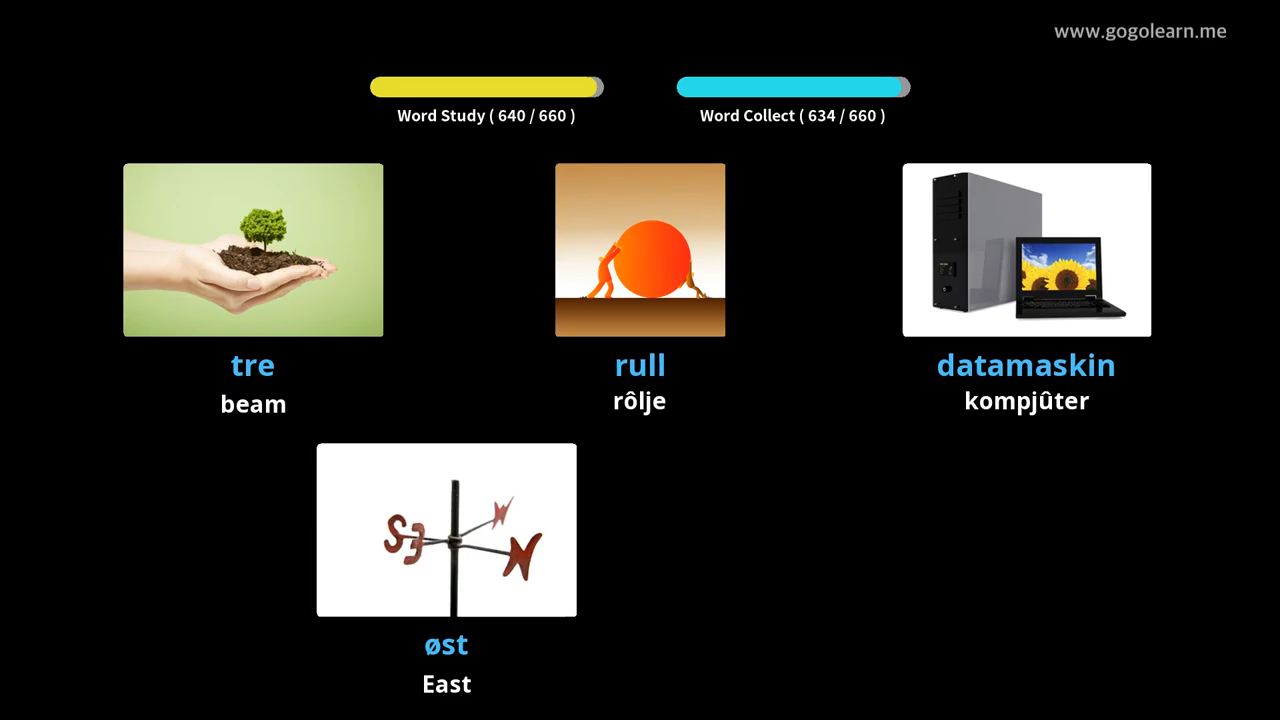 www.gogolearn.me
Word Study ( 640 / 660 )
Word Collect ( 634 / 660 )
tre
beam
rull
rôlje
datamaskin
kompjûter
S E N
øst
East